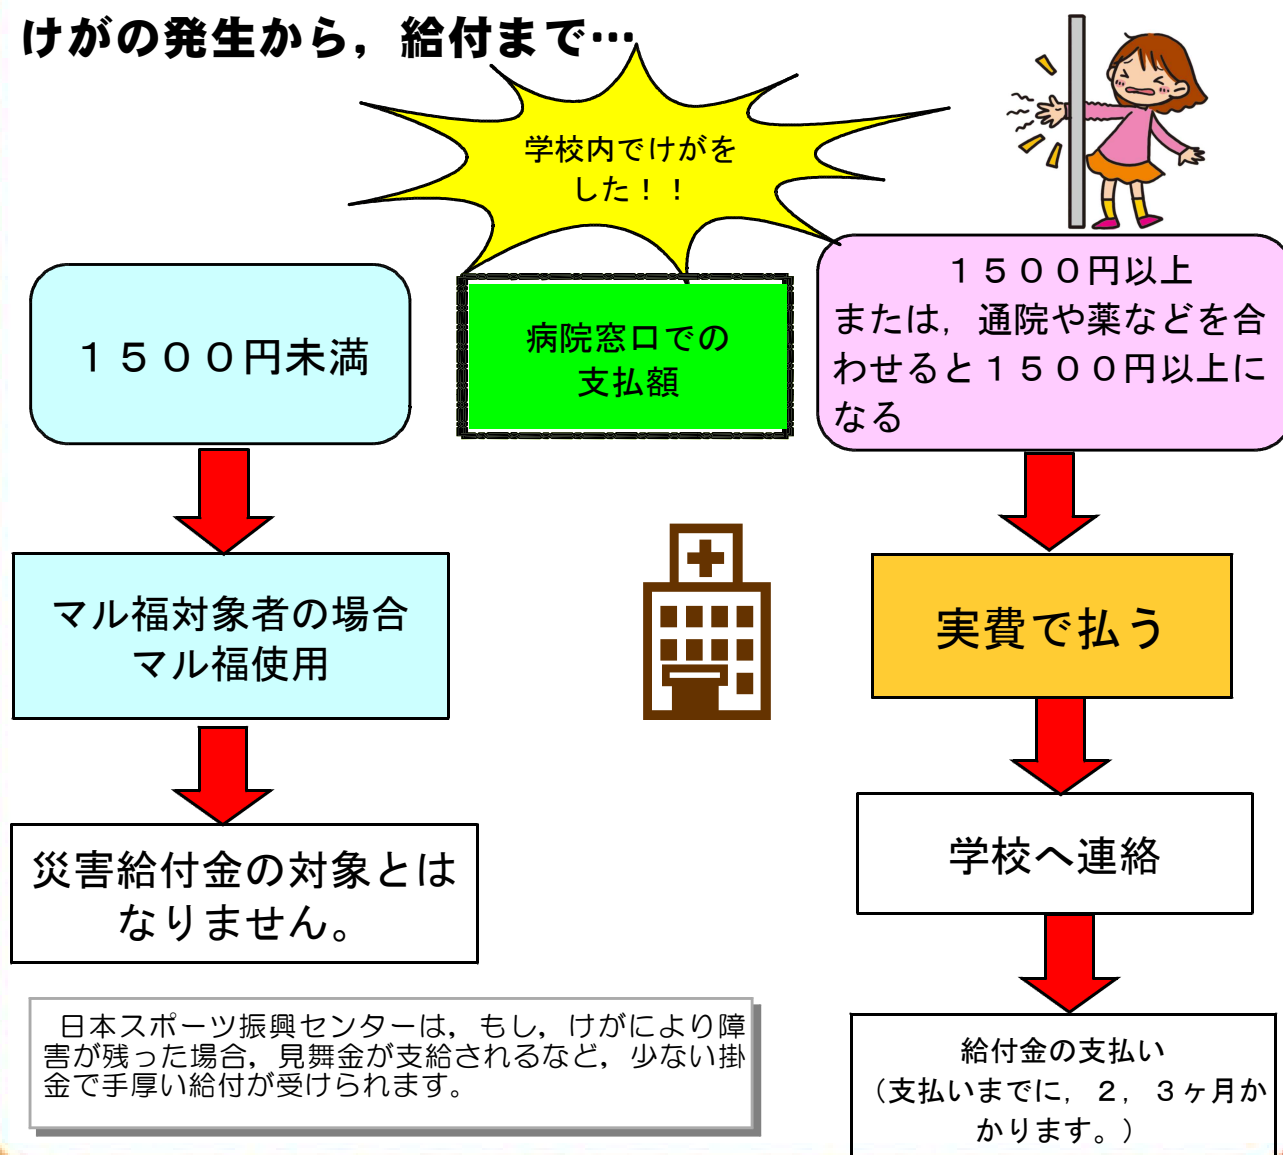 けがの発生から，給付まで…
学校内でけがを
した！！
１５００円未満
病院窓口での
支払額
１５００円以上
または，通院や薬などを合
わせると１５００円以上に
なる
マル福対象者の場合
マル福使用
実費で払う
災害給付金の対象とは
なりません。
学校へ連絡
日本スポーツ振興センターは，もし，けがにより障
害が残った場合，見舞金が支給されるなど，少ない掛
金で手厚い給付が受けられます。
給付金の支払い
（支払いまでに，２，３ヶ月か
かります。）